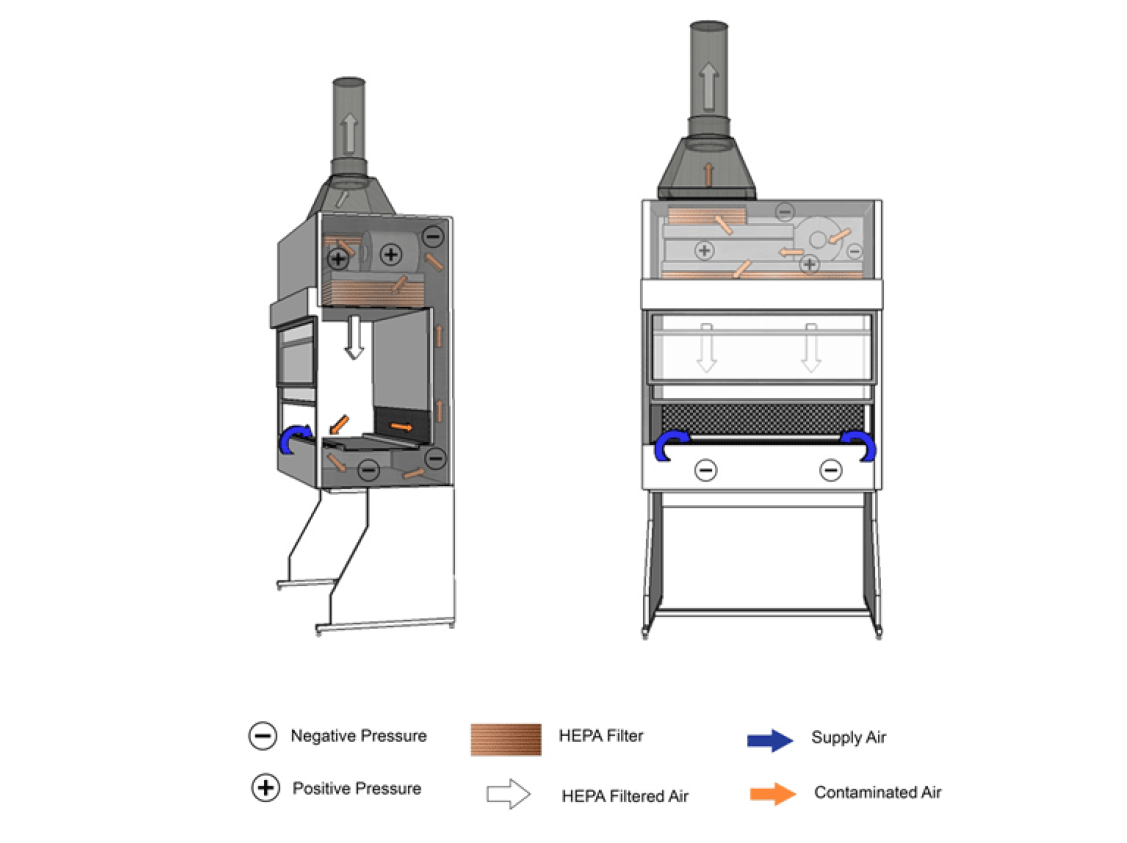 Negative Pressure
HEPA Filter
Supply Air
Positive Pressure
HEPA Filtered Air
Contaminated Air